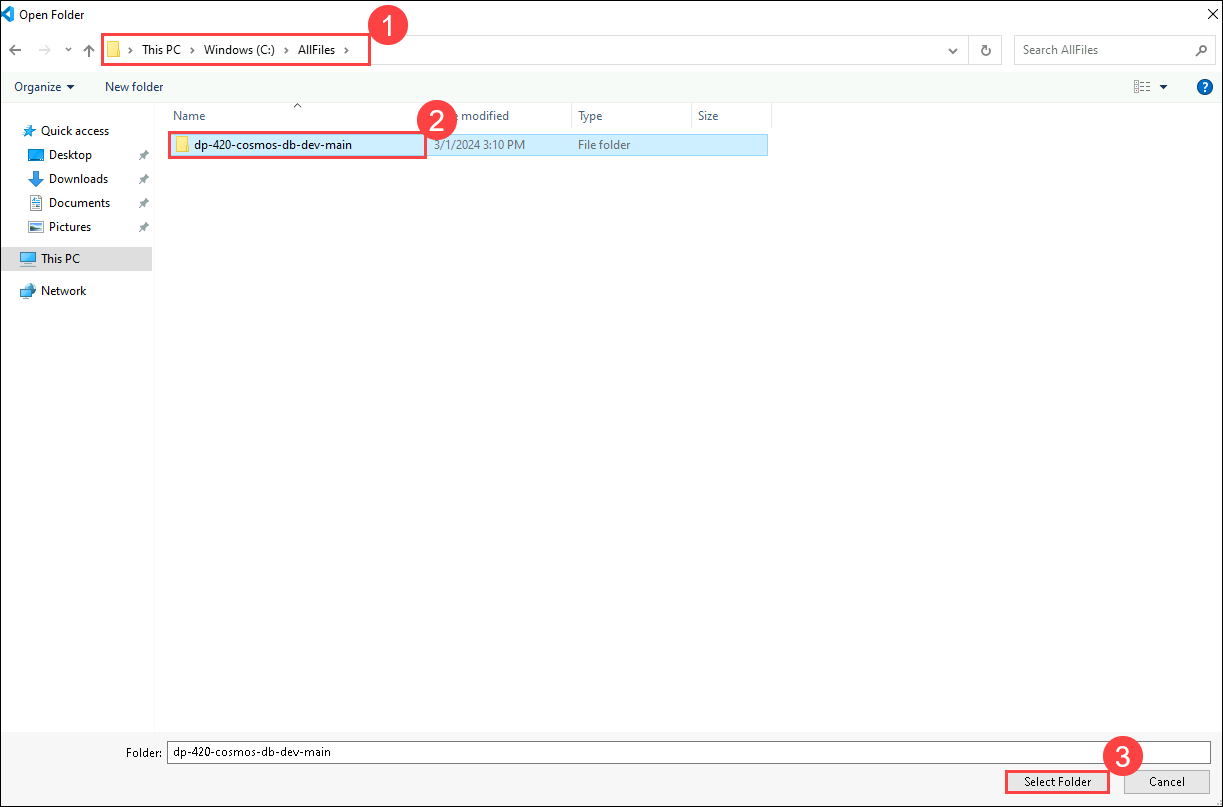 Open Folder
1
This PC > Windows (C:) > AllFiles >
Search AllFiles
Organize
New folder
?
Name
modified
Type
Size
2
Quick access
dp-420-cosmos-db-dev-main
3/1/2024 3:10 PM
File folder
Desktop
Downloads
Documents
Pictures
This PC
Network
Folder:
dp-420-cosmos-db-dev-main
3
Select Folder
Cancel